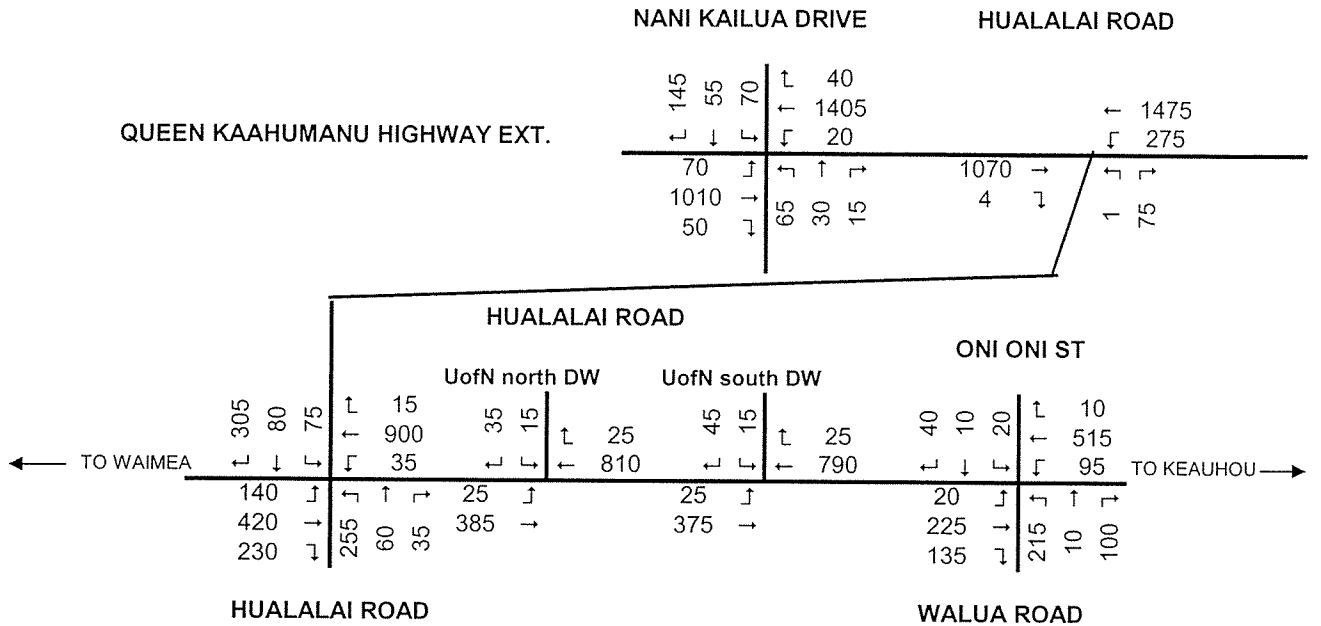 NANI KAILUA DRIVE HUALALAI ROAD
145 55 70 ↰ 40
← 1405 ← 1475
QUEEN KAAHUMANU HIGHWAY EXT.
20 275
70 1070 →
1010 → 4
50 65 30 15 1 75
HUALALAI ROAD
ONI ONI ST
UofN north DW UofN south DW
305 80 75 15 35 15 25 45 15 25 40 10 20 10
← 900 ← 810 ← 790 ← 515
← TO WAIMEA 35 95 TO KEAUHOU →
140 25 25 20
420 → 385 → 375 → 225 →
230 255 60 35 135 215 10 100
HUALALAI ROAD WALUA ROAD